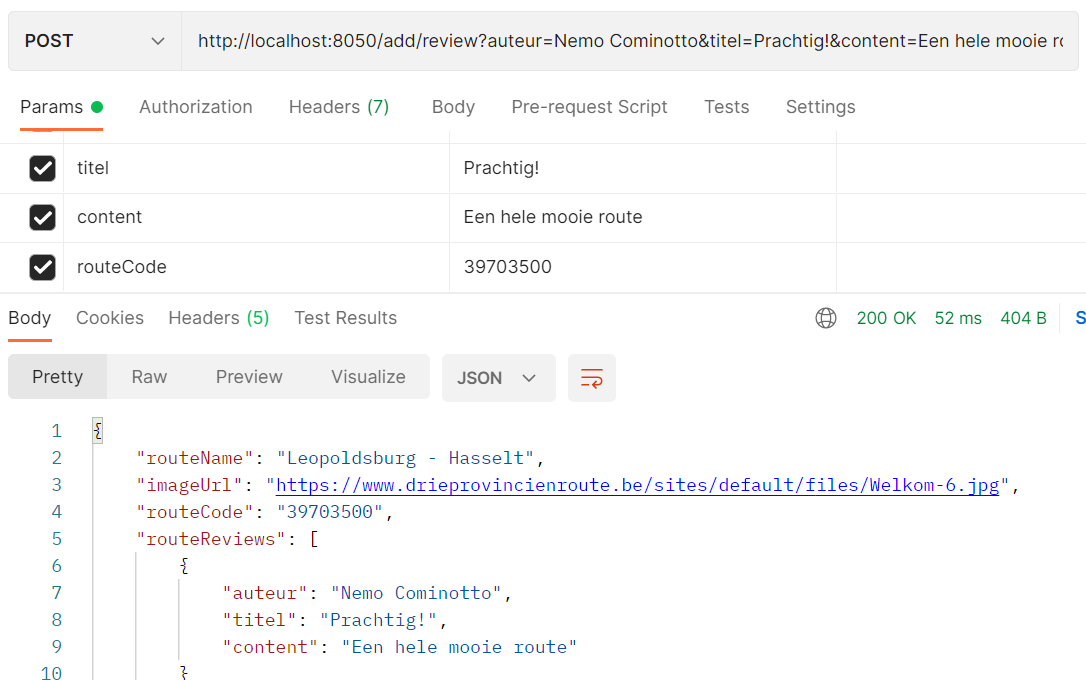 POST http://localhost:8050/add/review?auteur=Nemo Cominotto&titel=Prachtig!&content=Een hele mooie
Params Authorization Headers (7) Body Pre-request Script Tests Settings
titel Prachtig!
content Een hele mooie route
routeCode 39703500
Body Cookies Headers (5) Test Results 200 OK 52 ms 404 B S
Pretty Raw Preview Visualize JSON
1 {
2 "routeName": "Leopoldsburg - Hasselt",
3 "imageUrl": "https://www.drieprovincienroute.be/sites/default/files/Welkom-6.jpg",
4 "routeCode": "39703500",
5 "routeReviews": [
6 {
7 "auteur": "Nemo Cominotto",
8 "titel": "Prachtig!",
9 "content": "Een hele mooie route"
10 }